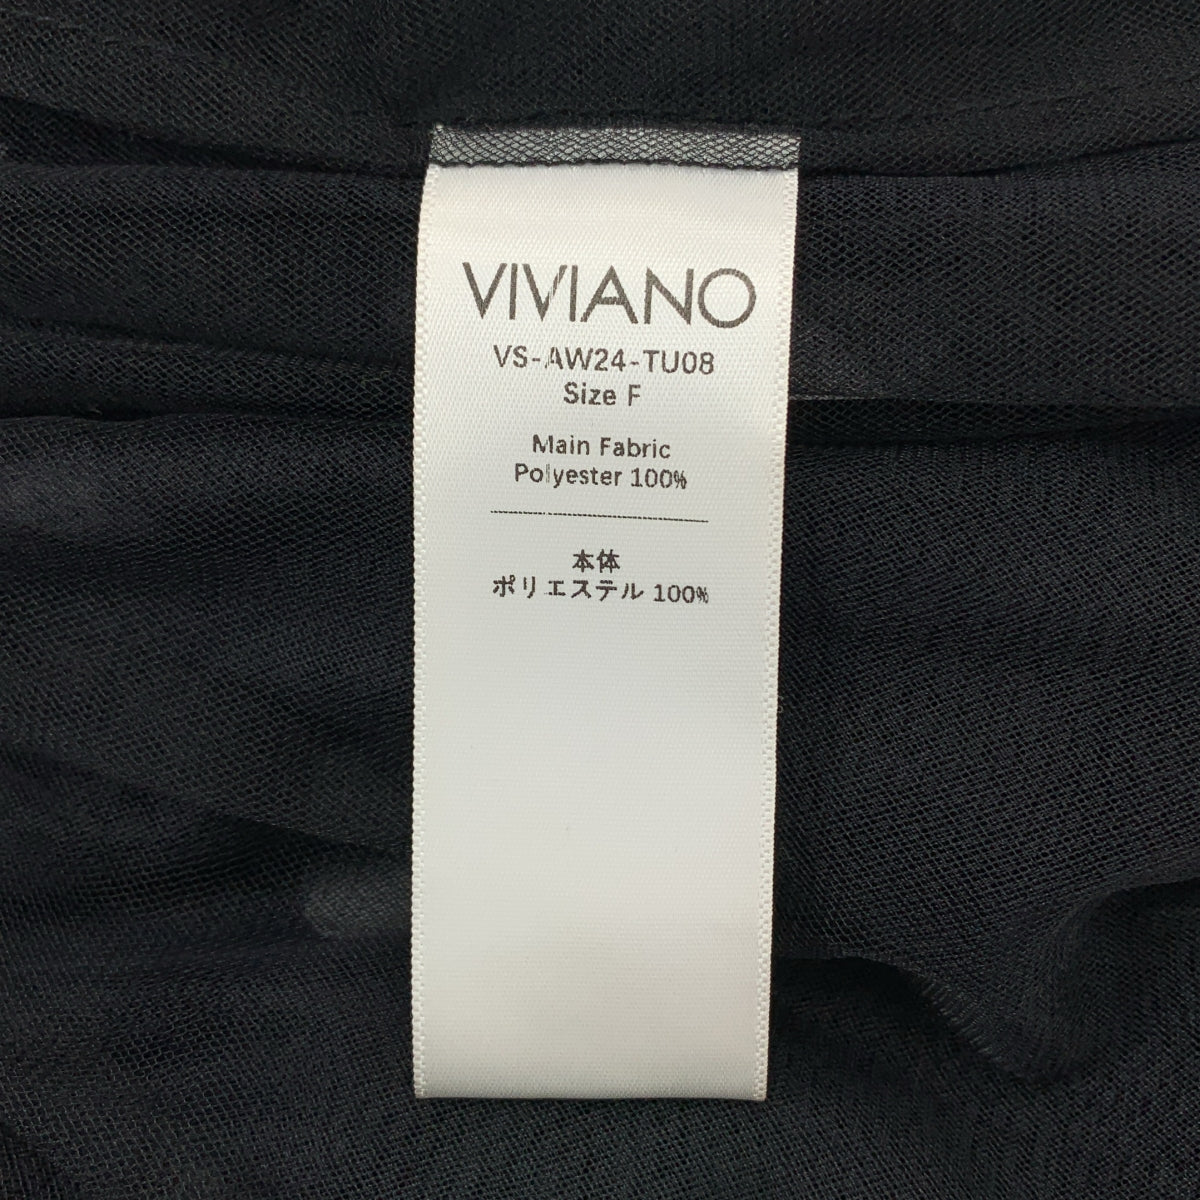 VIVIANO
VS-AW24-TU08
Size F
Main Fabric
Polyester 100%
本体
ポリエステル 100%